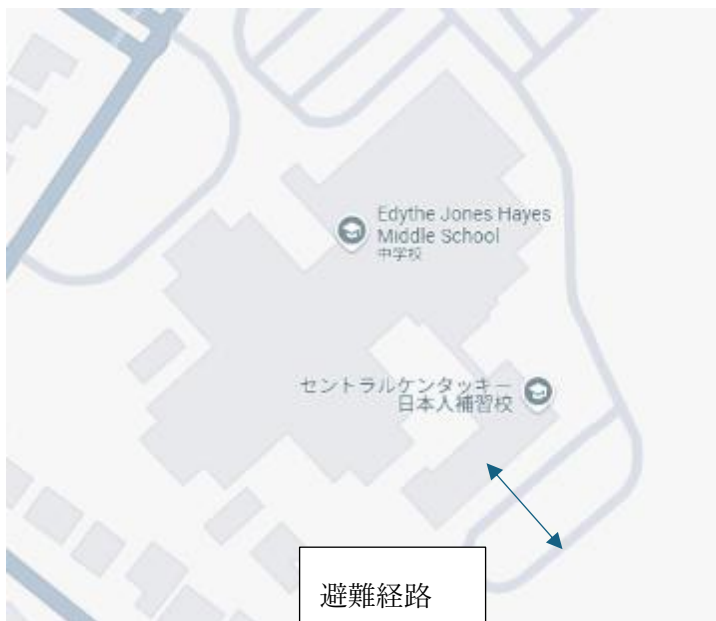 Edythe Jones Hayes
Middle School
中学校
セントラルケンタッキー
日本人補習校
避難経路